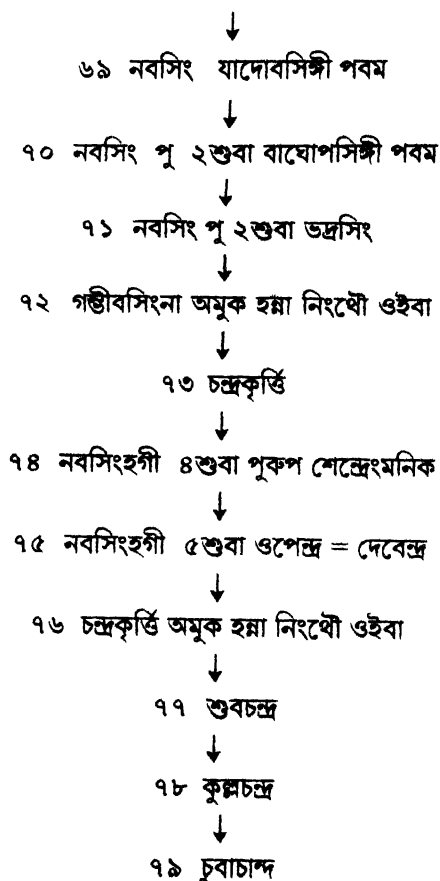 ↓
৬৯ নবসিং যাদোবসিঙ্গী পবম
↓
৭০ নবসিং পু ২শুবা বাঘোপসিঙ্গী পবম
↓
৭১ নবসিং পু ২শুবা ভদ্রসিং
↓
৭২ গম্ভীবসিংনা অমুক হন্না নিংথৌ ওইবা
↓
৭৩ চন্দ্রকৃৰ্ত্তি
↓
৭৪ নবসিংহগী ৪শুবা পুরুপ শেন্দ্রেংমনিক
↓
৭৫ নবসিংহগী ৫শুবা ওপেন্দ্র = দেবেন্দ্র
↓
৭৬ চন্দ্রকৃৰ্ত্তি অমুক হন্না নিংথৌ ওইবা
↓
৭৭ শুবচন্দ্র
↓
৭৮ কুল্লচন্দ্র
↓
৭৯ চুবাচান্দ